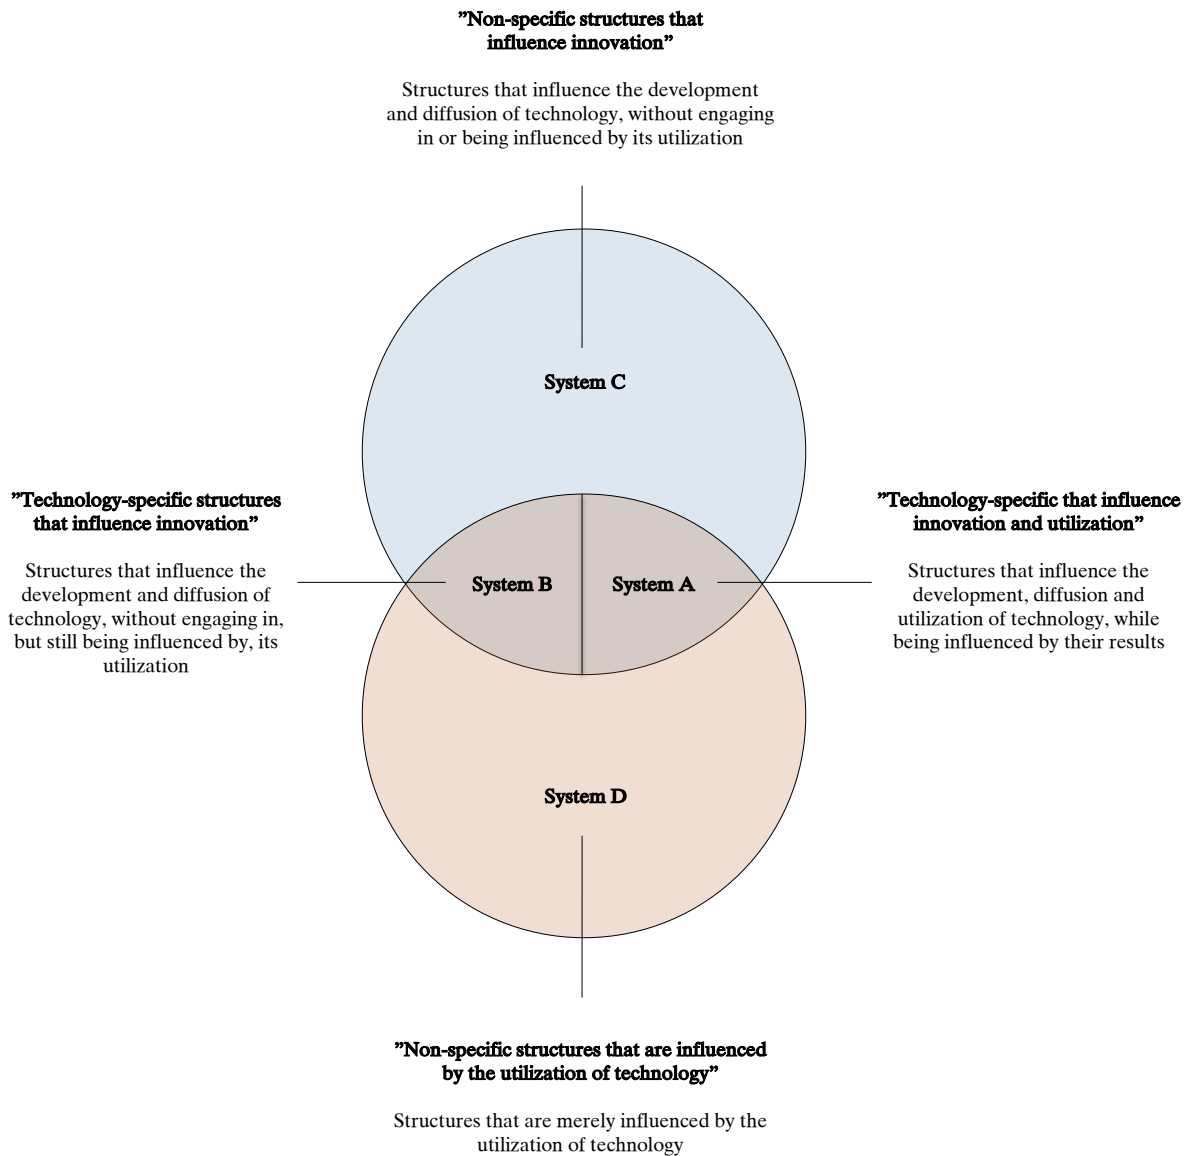 ”Non-specific structures that
influence innovation”
Structures that influence the development
and diffusion of technology, without engaging
in or being influenced by its utilization
System C
”Technology-specific structures
that influence innovation”
Structures that influence the
development and diffusion of
technology, without engaging in,
but still being influenced by, its
utilization
System B
System A
”Technology-specific that influence
innovation and utilization”
Structures that influence the
development, diffusion and
utilization of technology, while
being influenced by their results
System D
”Non-specific structures that are influenced
by the utilization of technology”
Structures that are merely influenced by the
utilization of technology